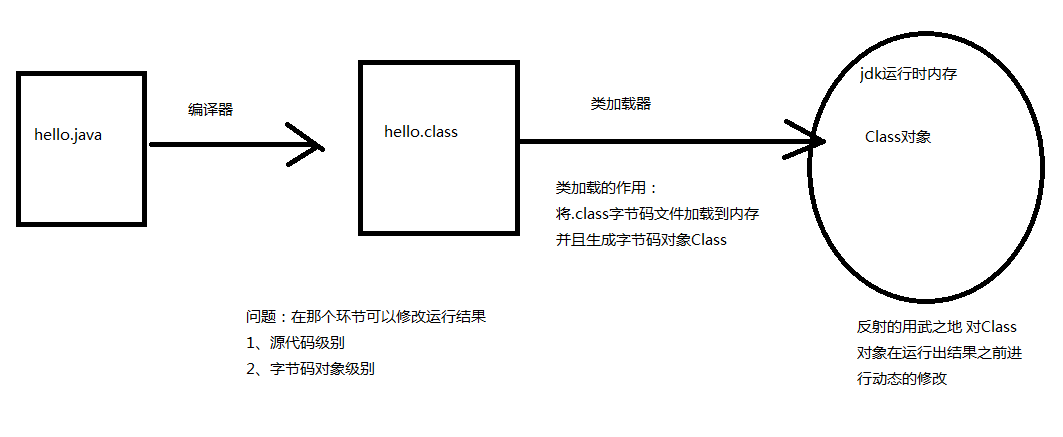 hello.java
编译器
hello.class
类加载器
类加载的作用：
将.class字节码文件加载到内存
并且生成字节码对象Class
jdk运行时内存
Class对象
问题：在那个环节可以修改运行结果
1、源代码级别
2、字节码对象级别
反射的用武之地 对Class
对象在运行出结果之前进
行动态的修改